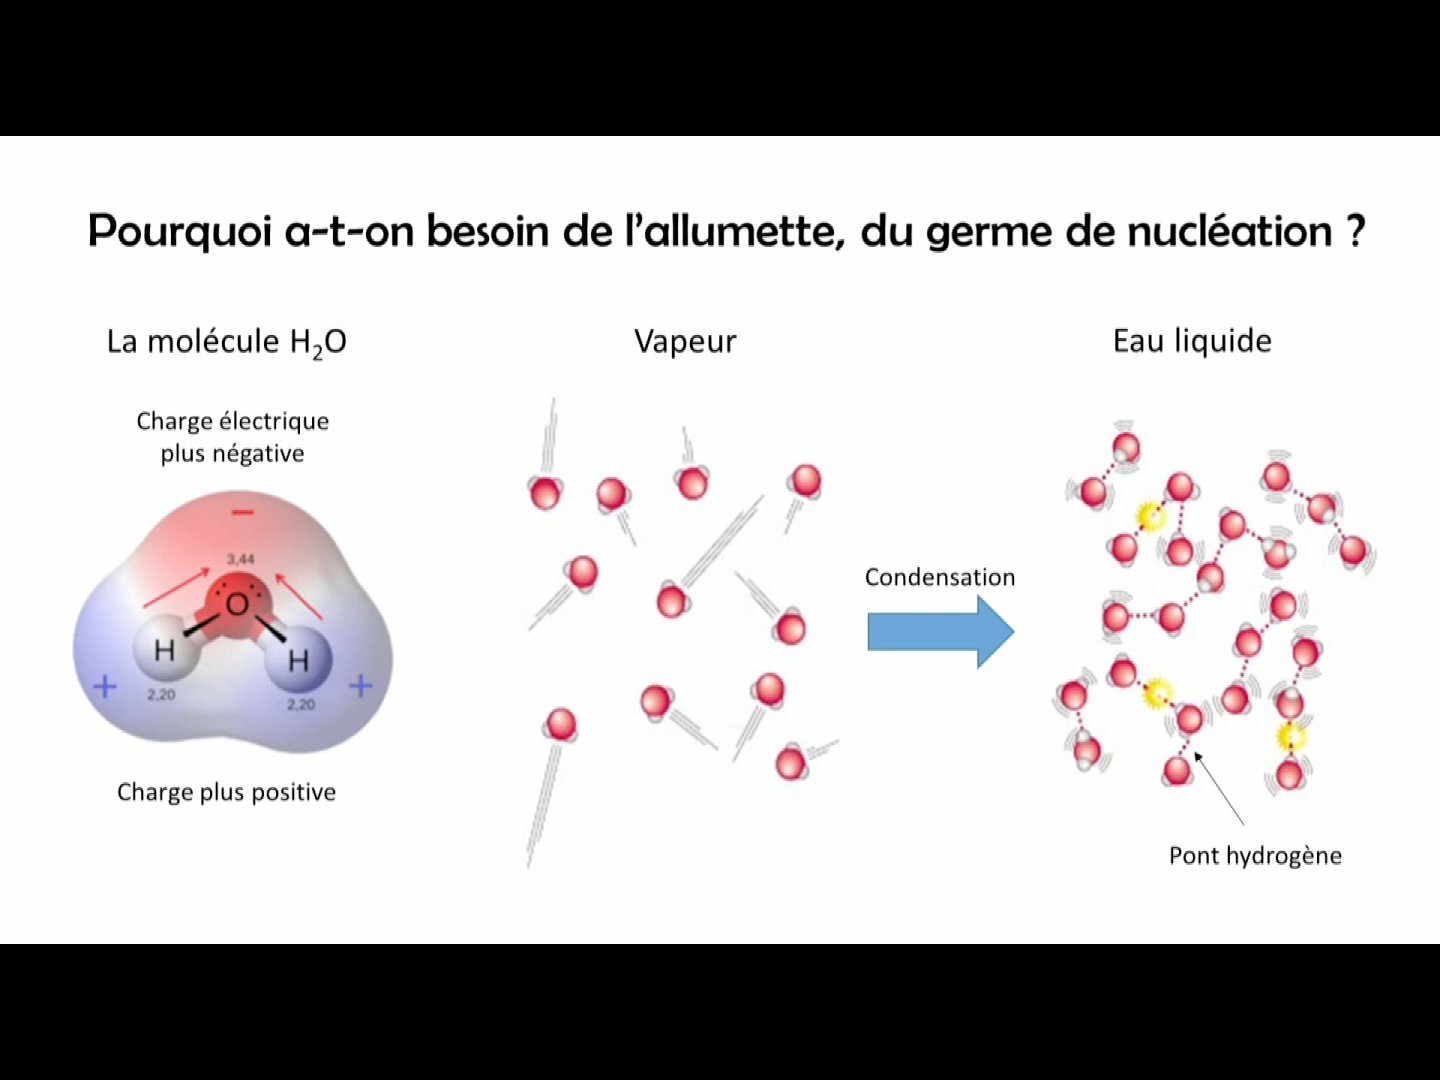 Pourquoi a-t-on besoin de l'allumette, du germe de nucléation ?
La molécule H₂O
Charge électrique
plus négative
−
3,44
O
H
H
+
2,20
2,20
+
Charge plus positive
Vapeur
Condensation
Eau liquide
Pont hydrogène